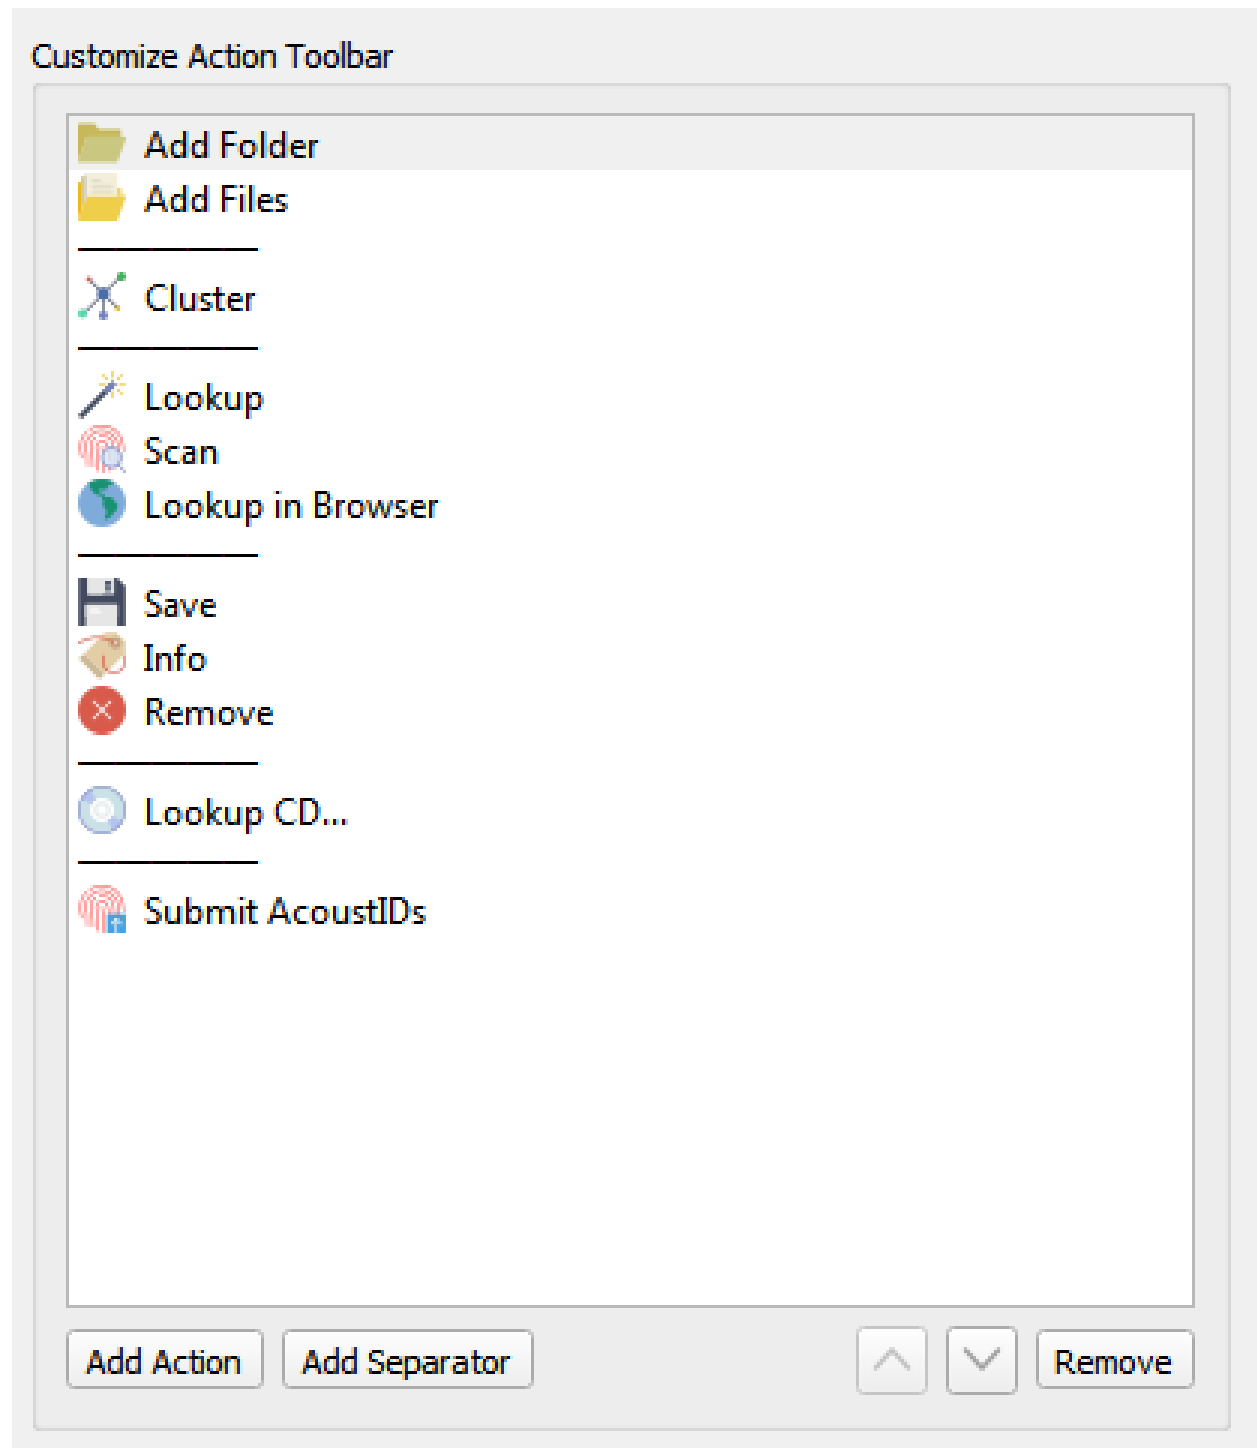 Customize Action Toolbar
Add Folder
Add Files
Cluster
Lookup
Scan
Lookup in Browser
Save
Info
Remove
Lookup CD...
Submit AcoustIDs
Add Action Add Separator Remove